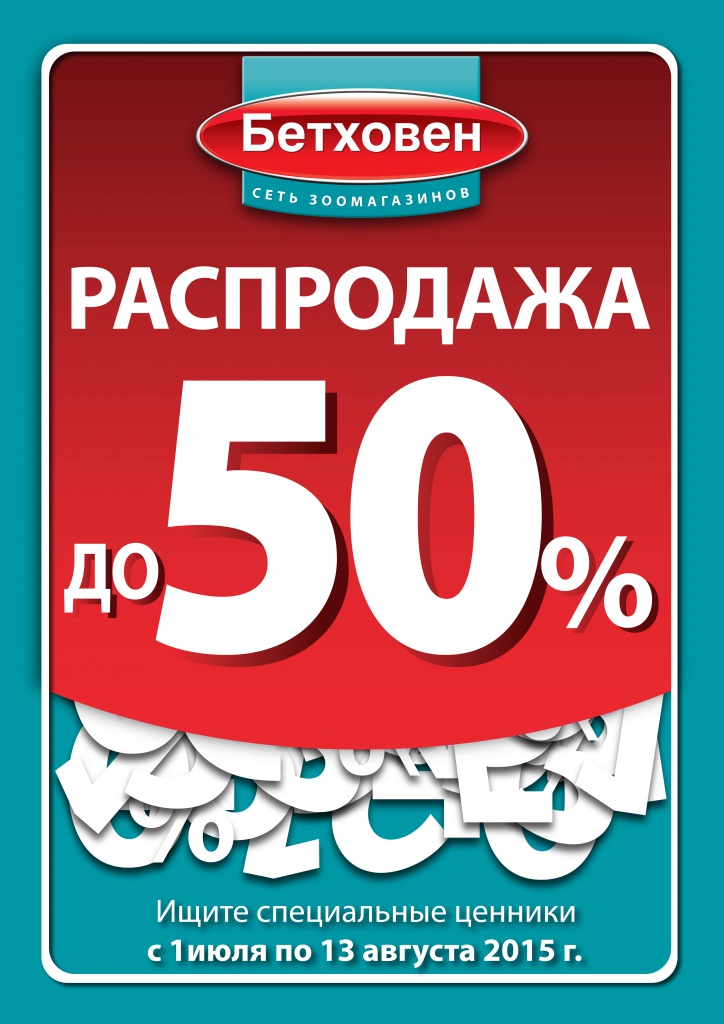 Бетховен
СЕТЬ ЗООМАГАЗИНОВ
РАСПРОДАЖА
ДО 50%
Ищите специальные ценники
с 1июля по 13 августа 2015 г.